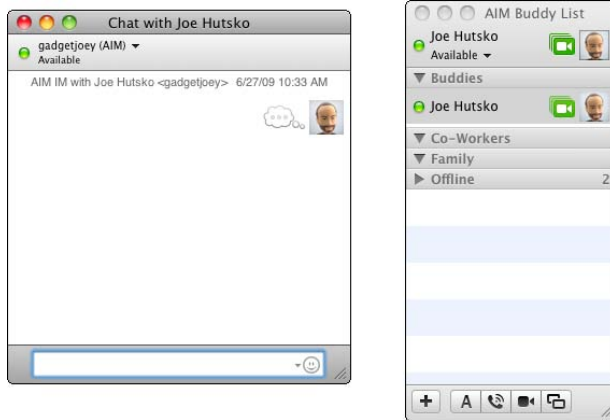 Chat with Joe Hutsko
gadgetjoey (AIM)
Available
AIM IM with Joe Hutsko <gadgetjoey> 6/27/09 10:33 AM
AIM Buddy List
Joe Hutsko
Available
Buddies
Joe Hutsko
Co-Workers
Family
Offline 2
A